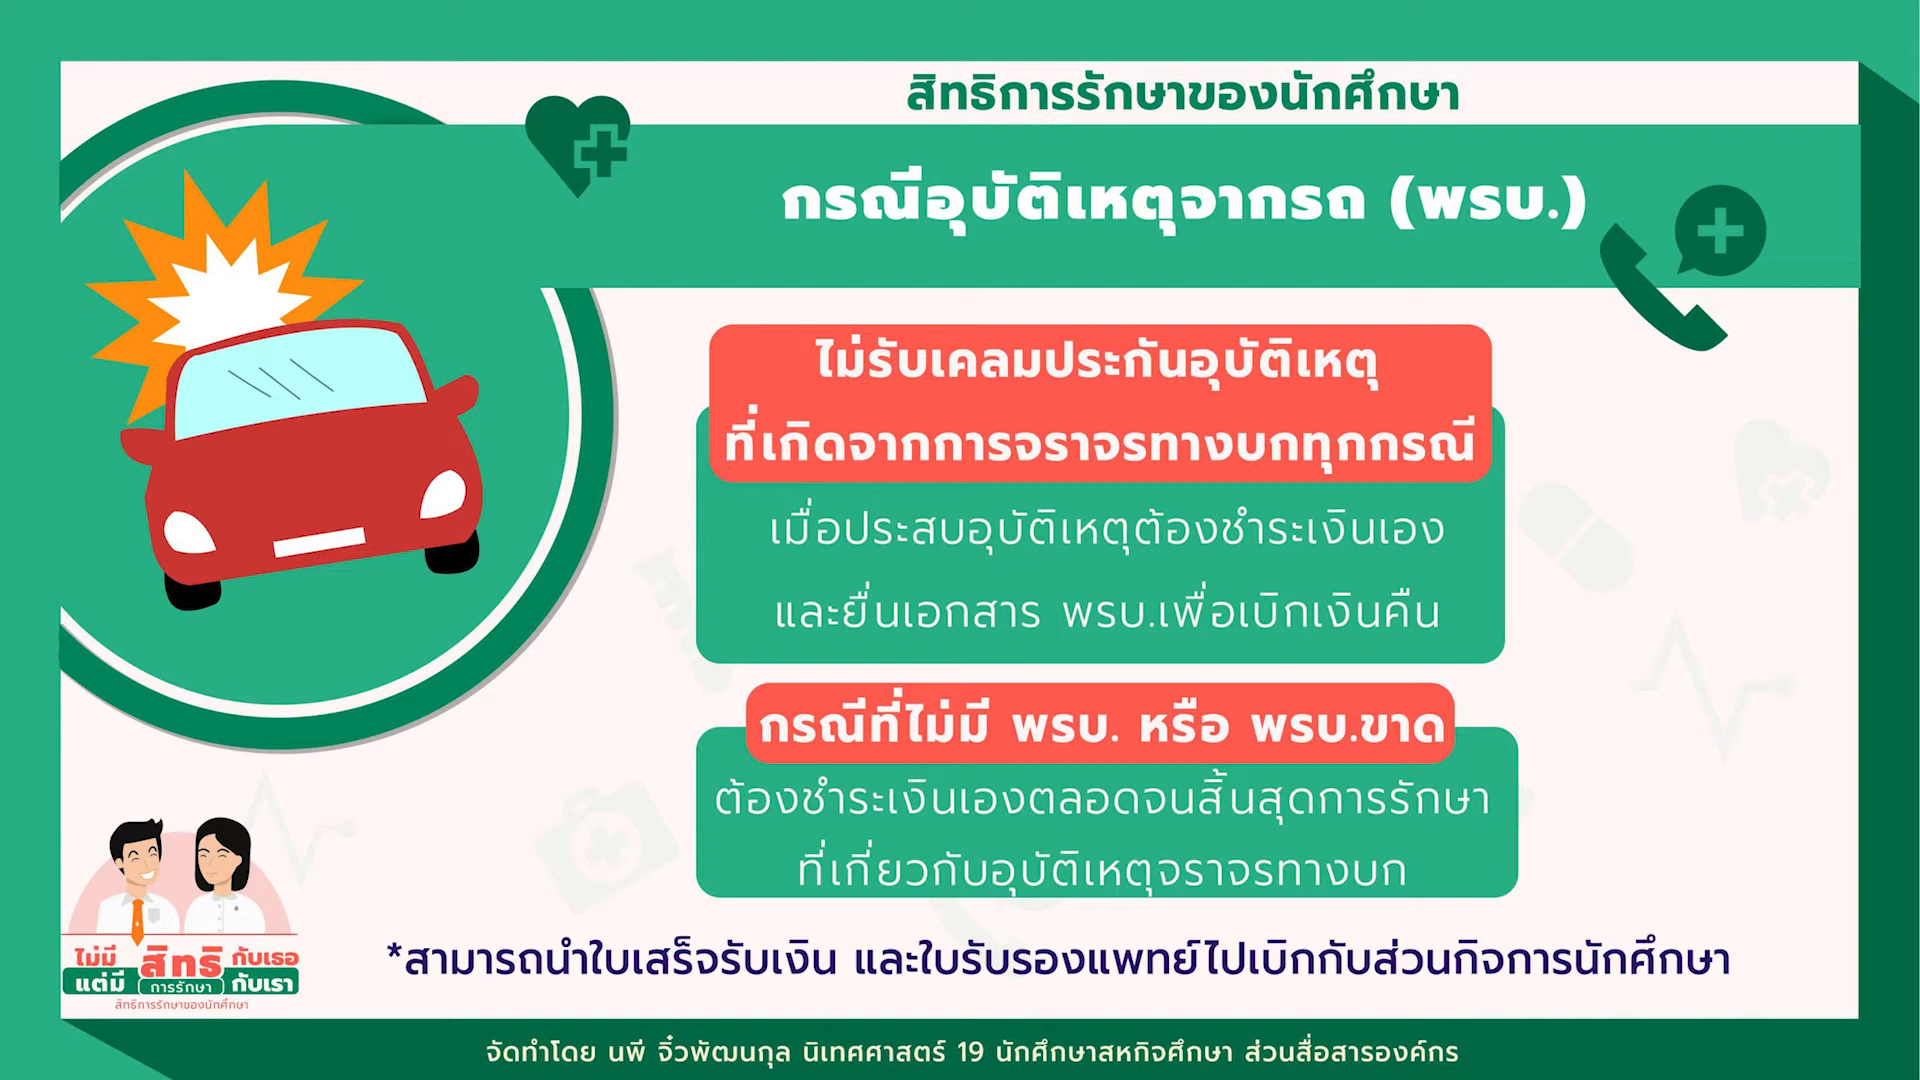 สิทธิการรักษาของนักศึกษา
กรณีอุบัติเหตุจากรถ (พรบ.)
ไม่รับเคลมประกันอุบัติเหตุ
ที่เกิดจากการจราจรทางบกทุกกรณี
เมื่อประสบอุบัติเหตุต้องชำระเงินเอง
และยื่นเอกสาร พรบ.เพื่อเบิกเงินคืน
กรณีที่ไม่มี พรบ. หรือ พรบ.ขาด
ต้องชำระเงินเองตลอดจนสิ้นสุดการรักษา
ที่เกี่ยวกับอุบัติเหตุจราจรทางบก
*สามารถนำใบเสร็จรับเงิน และใบรับรองแพทย์ไปเบิกกับส่วนกิจการนักศึกษา
ไม่มี สิทธิ กับเธอ
แต่มี การรักษา กับเรา
สิทธิการรักษาของนักศึกษา
จัดทำโดย นพี จิ๋วพัฒนกุล นิเทศศาสตร์ 19 นักศึกษาสหกิจศึกษา ส่วนสื่อสารองค์กร